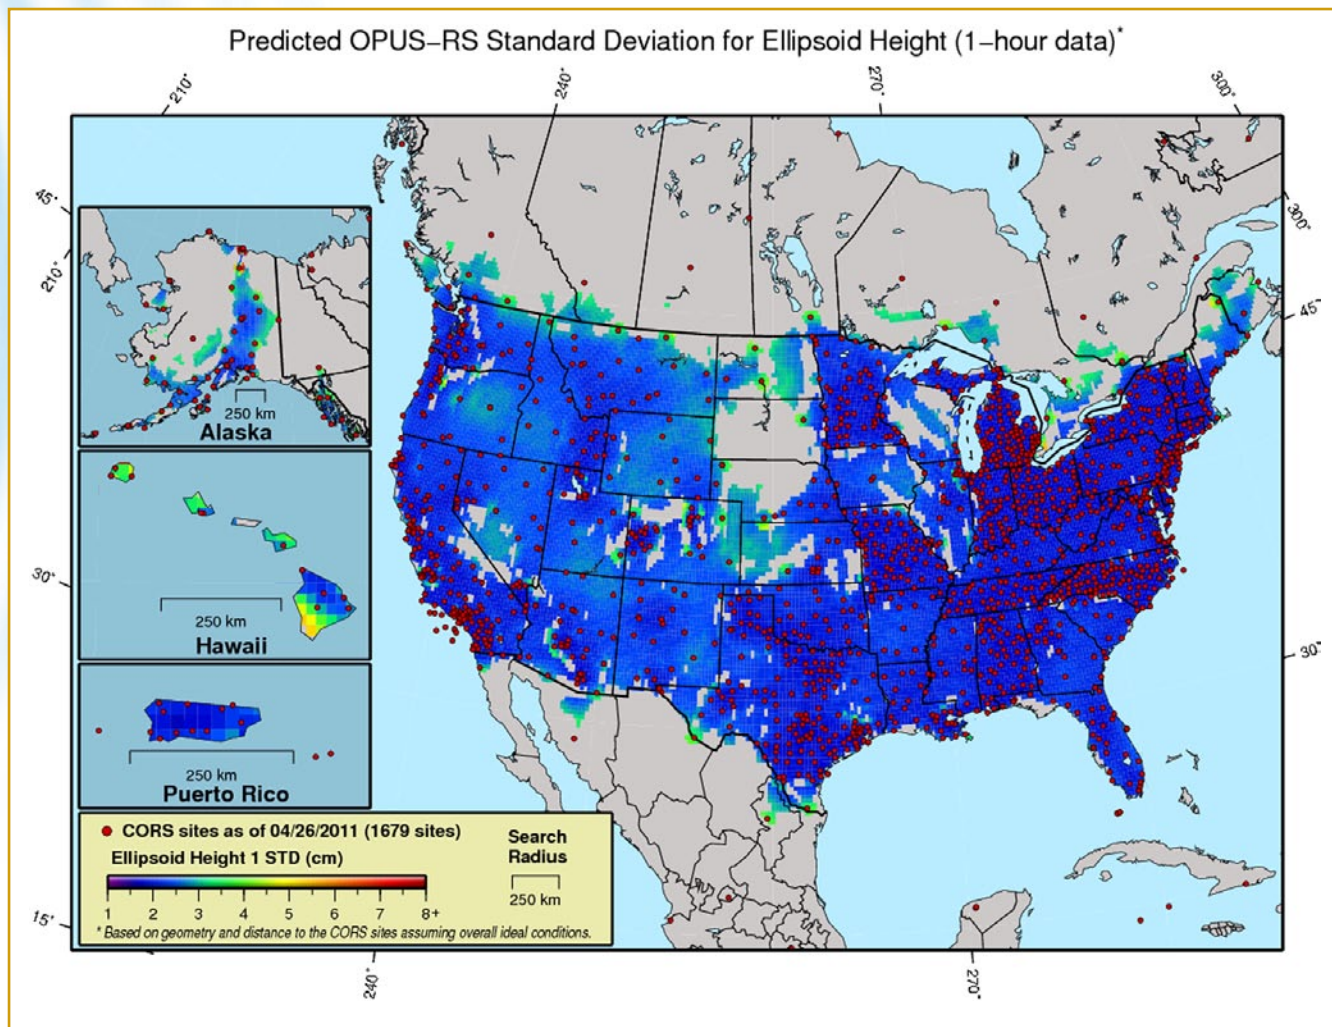 Predicted OPUS–RS Standard Deviation for Ellipsoid Height (1–hour data)*
210°
240°
270°
300°
45°
300°
210°
45°
250 km
Alaska
30°
250 km
Hawaii
30°
250 km
Puerto Rico
CORS sites as of 04/26/2011 (1679 sites)
Search
Radius
Ellipsoid Height 1 STD (cm)
250 km
1 2 3 4 5 6 7 8+
* Based on geometry and distance to the CORS sites assuming overall ideal conditions.
15°
240°
270°